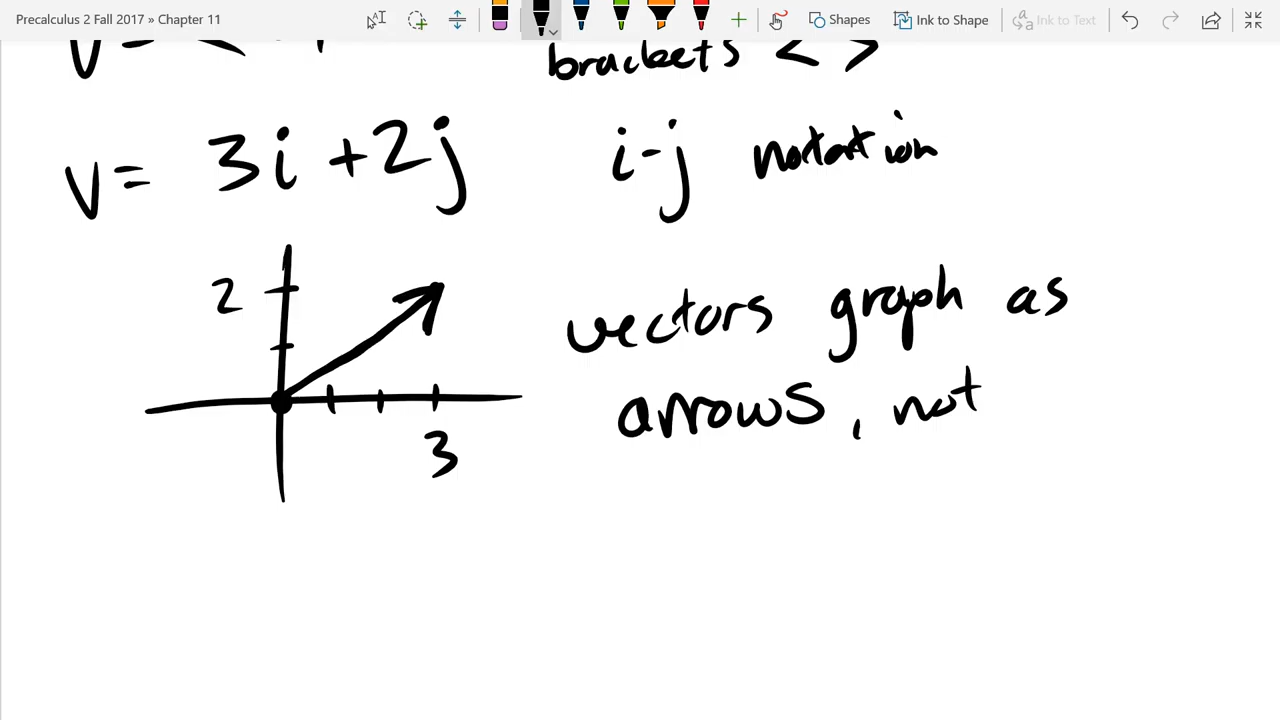 Precalculus 2 Fall 2017 » Chapter 11
Shapes
Ink to Shape
Ink to Text
brackets < >
v= 3i +2j
i-j notation
2
3
vectors graph as
arrows, not